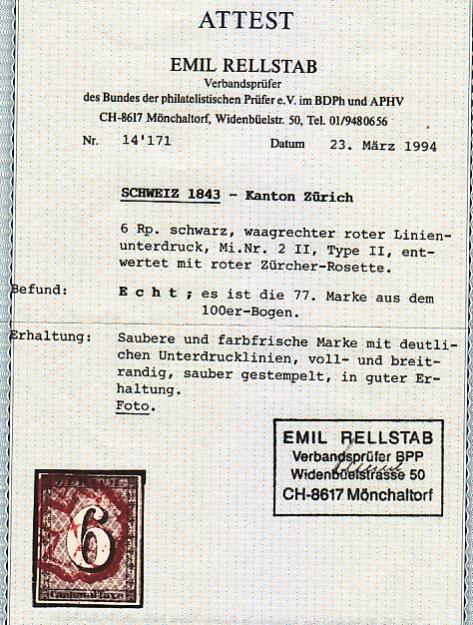 ATTEST
EMIL RELLSTAB
Verbandsprüfer
des Bundes der philatelistischen Prüfer e.V. im BDPh und APHV
CH-8617 Mönchaltorf, Widenbüelstr. 50, Tel. 01/9480656
Nr. 14'171 Datum 23. März 1994
SCHWEIZ 1843 - Kanton Zürich
6 Rp. schwarz, waagrechter roter Linien-
unterdruck, Mi.Nr. 2 II, Type II, ent-
wertet mit roter Zürcher-Rosette.
Befund: E c h t ; es ist die 77. Marke aus dem
100er-Bogen.
Erhaltung: Saubere und farbfrische Marke mit deutli-
chen Unterdrucklinien, voll- und breit-
randig, sauber gestempelt, in guter Er-
haltung.
Foto.
EMIL RELLSTAB
Verbandsprüfer BPP
Widenbüelstrasse 50
CH-8617 Mönchaltorf
ZÜRICH
6
Cantonal-Taxe